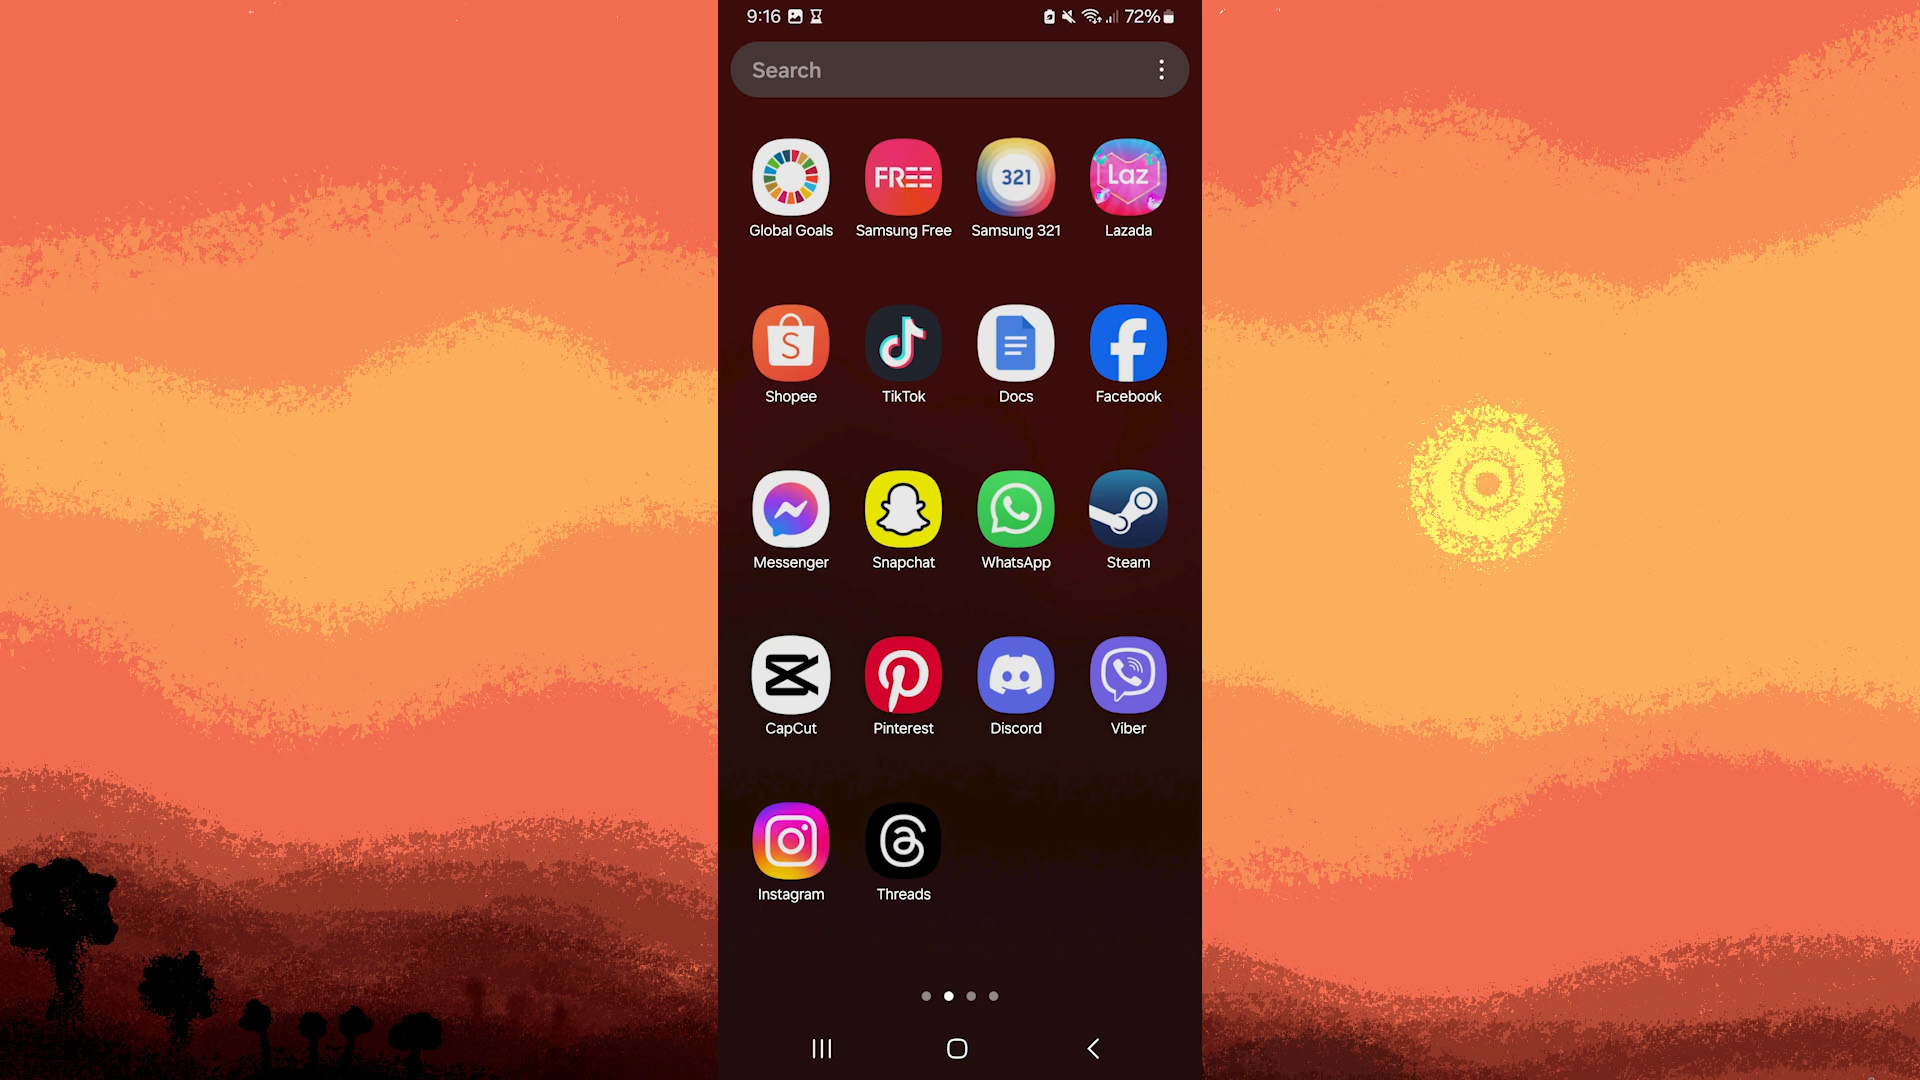 9:16 72%
Search
FREE 321 Laz
Global Goals Samsung Free Samsung 321 Lazada
S
Shopee TikTok Docs Facebook
Messenger Snapchat WhatsApp Steam
CapCut Pinterest Discord Viber
Instagram Threads